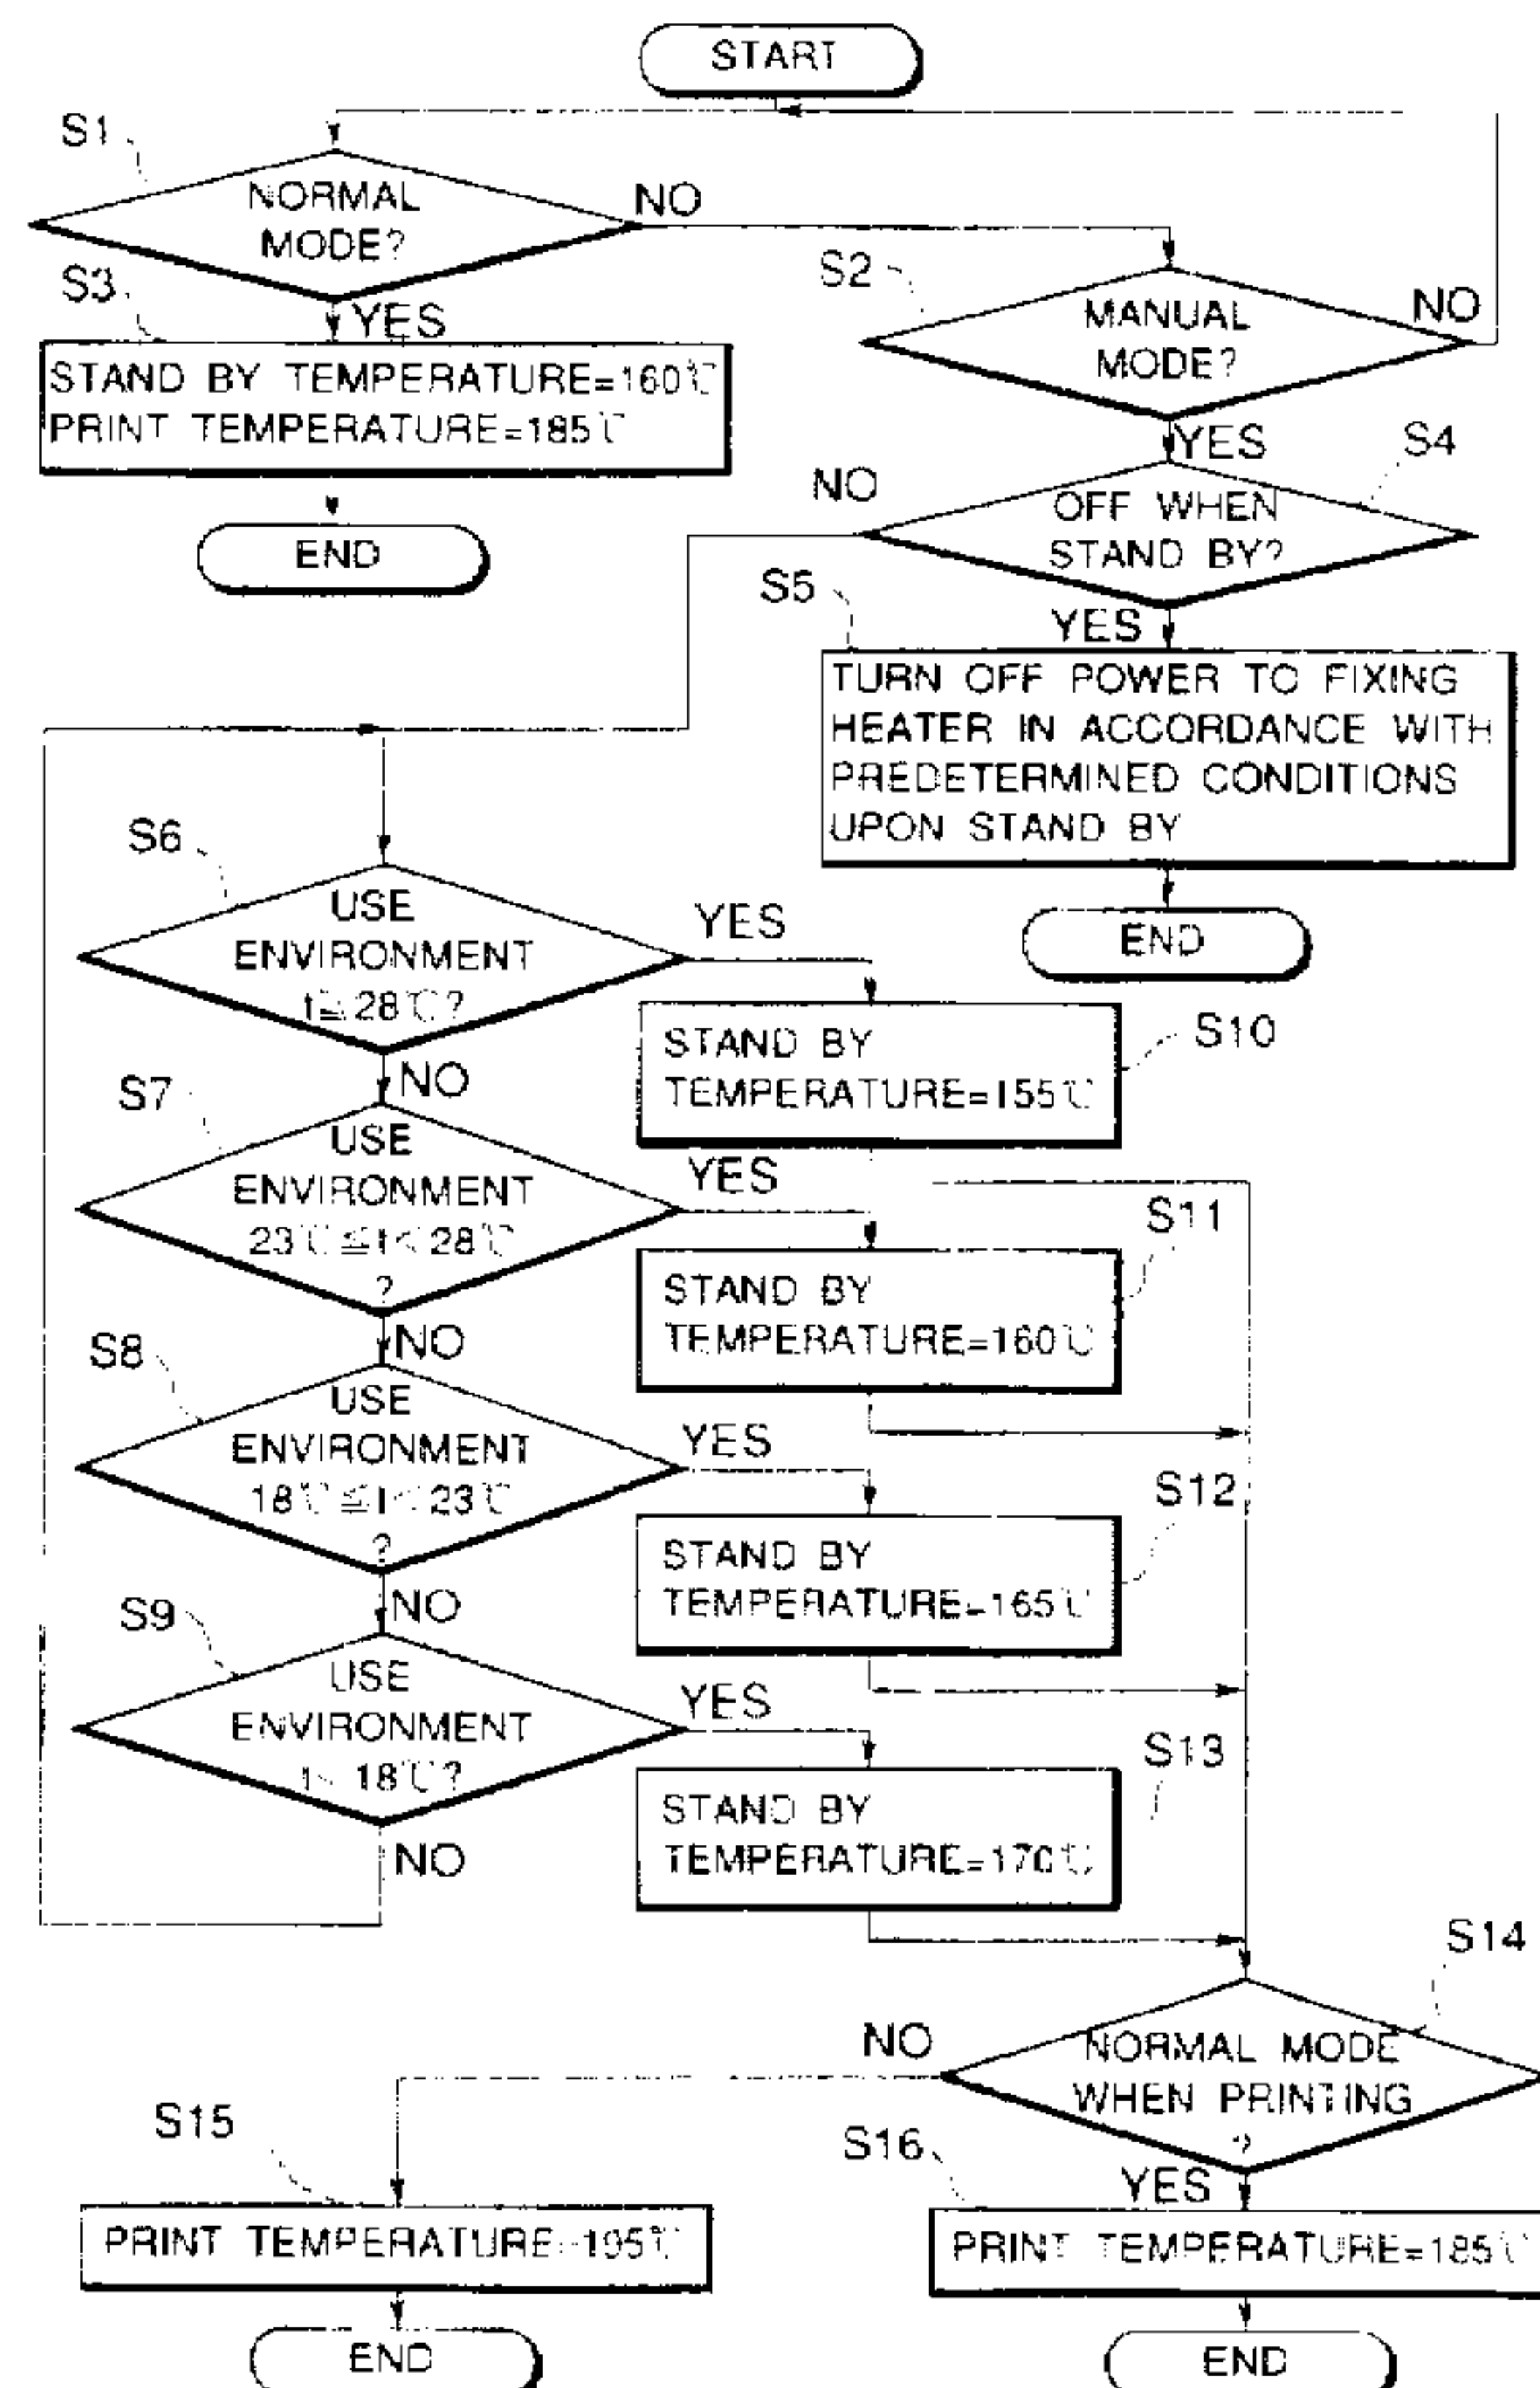 START
S1
NORMAL
MODE?
NO
S2
MANUAL
MODE?
NO
S3
YES
STAND BY TEMPERATURE=160℃
PRINT TEMPERATURE=185℃
END
YES
S4
OFF WHEN
STAND BY?
NO
S5
YES
TURN OFF POWER TO FIXING
HEATER IN ACCORDANCE WITH
PREDETERMINED CONDITIONS
UPON STAND BY
END
S6
USE
ENVIRONMENT
t≧28℃?
YES
S10
STAND BY
TEMPERATURE=155℃
NO
S7
USE
ENVIRONMENT
23℃≦t<28℃
?
YES
S11
STAND BY
TEMPERATURE=160℃
NO
S8
USE
ENVIRONMENT
18℃≦t<23℃
?
YES
S12
STAND BY
TEMPERATURE=165℃
NO
S9
USE
ENVIRONMENT
t<18℃?
YES
S13
STAND BY
TEMPERATURE=170℃
NO
S14
NORMAL MODE
WHEN PRINTING
?
NO
S15
PRINT TEMPERATURE=195℃
END
S16
YES
PRINT TEMPERATURE=185℃
END